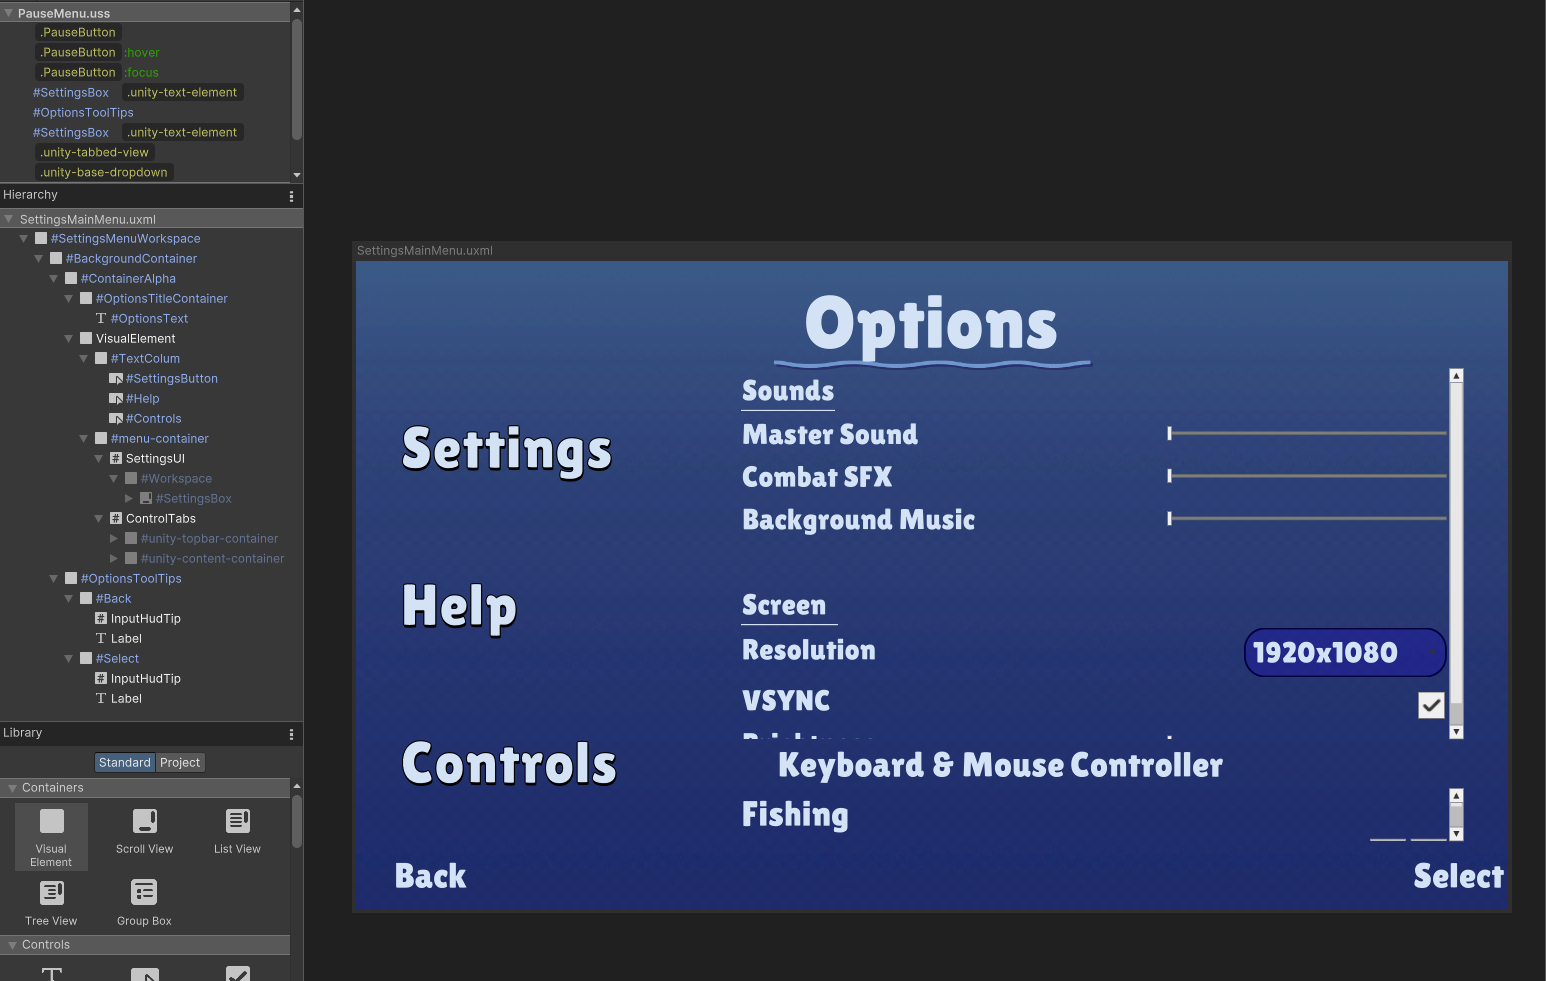 PauseMenu.uss
.PauseButton
.PauseButton :hover
.PauseButton :focus
#SettingsBox .unity-text-element
#OptionsToolTips
#SettingsBox .unity-text-element
.unity-tabbed-view
.unity-base-dropdown
Hierarchy
SettingsMainMenu.uxml
#SettingsMenuWorkspace
#BackgroundContainer
#ContainerAlpha
#OptionsTitleContainer
#OptionsText
VisualElement
#TextColum
#SettingsButton
#Help
#Controls
#menu-container
SettingsUI
#Workspace
#SettingsBox
ControlTabs
#unity-topbar-container
#unity-content-container
#OptionsToolTips
#Back
InputHudTip
Label
#Select
InputHudTip
Label
Library
Standard Project
Containers
Visual Element
Scroll View
List View
Tree View
Group Box
Controls
SettingsMainMenu.uxml
Options
Settings
Help
Controls
Sounds
Master Sound
Combat SFX
Background Music
Screen
Resolution
1920x1080
VSYNC
Keyboard & Mouse Controller
Fishing
Back
Select